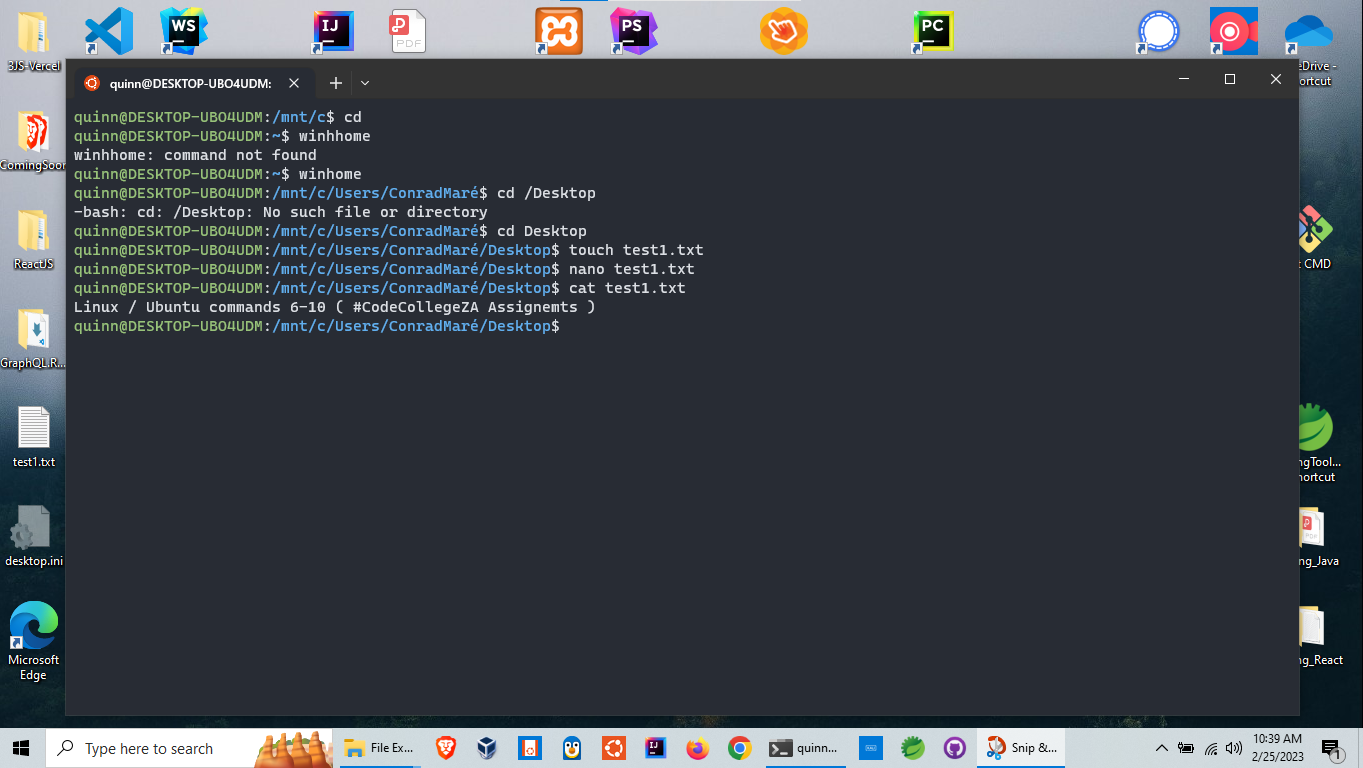 WS
IJ
PDF
PS
PC
3JS-Vercel
eDrive -
ortcut
quinn@DESKTOP-UBO4UDM:
quinn@DESKTOP-UBO4UDM:/mnt/c$ cd
quinn@DESKTOP-UBO4UDM:~$ winhhome
winhhome: command not found
quinn@DESKTOP-UBO4UDM:~$ winhome
quinn@DESKTOP-UBO4UDM:/mnt/c/Users/ConradMaré$ cd /Desktop
-bash: cd: /Desktop: No such file or directory
quinn@DESKTOP-UBO4UDM:/mnt/c/Users/ConradMaré$ cd Desktop
quinn@DESKTOP-UBO4UDM:/mnt/c/Users/ConradMaré/Desktop$ touch test1.txt
quinn@DESKTOP-UBO4UDM:/mnt/c/Users/ConradMaré/Desktop$ nano test1.txt
quinn@DESKTOP-UBO4UDM:/mnt/c/Users/ConradMaré/Desktop$ cat test1.txt
Linux / Ubuntu commands 6-10 ( #CodeCollegeZA Assignemts )
quinn@DESKTOP-UBO4UDM:/mnt/c/Users/ConradMaré/Desktop$
ComingSoon
ReactJS
GraphQL.R...
test1.txt
desktop.ini
Microsoft
Edge
CMD
ngTool...
ortcut
PDF
ng_Java
ng_React
Type here to search
File Ex...
IJ
quinn...
Snip &...
10:39 AM
2/25/2023
1